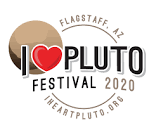 FLAGSTAFF, AZ
I ❤ PLUTO
FESTIVAL 2020
IHEARTPLUTO.ORG